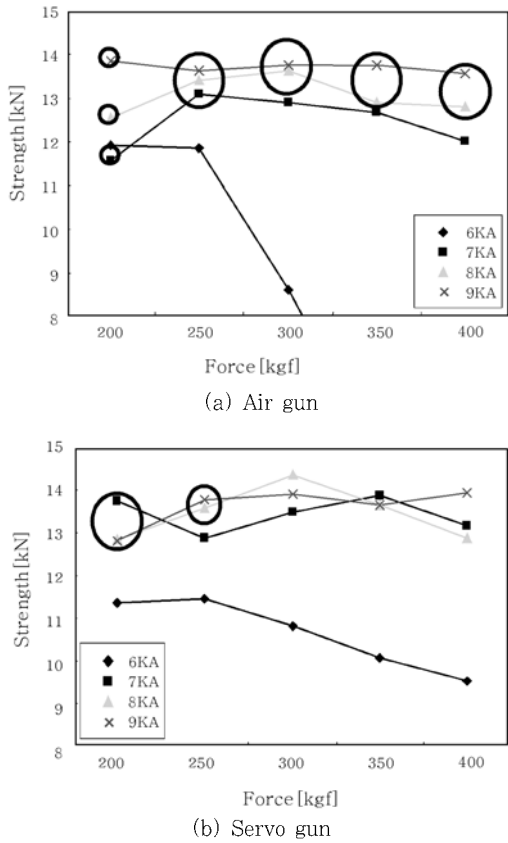 15
14
13
12
11
10
9
8
Strength[kN]
6KA
7KA
8KA
9KA
200 250 300 350 400
Force[kgf]
(a) Air gun
15
14
13
12
11
10
9
8
Strength[kN]
6KA
7KA
8KA
9KA
200 250 300 350 400
Force[kgf]
(b) Servo gun